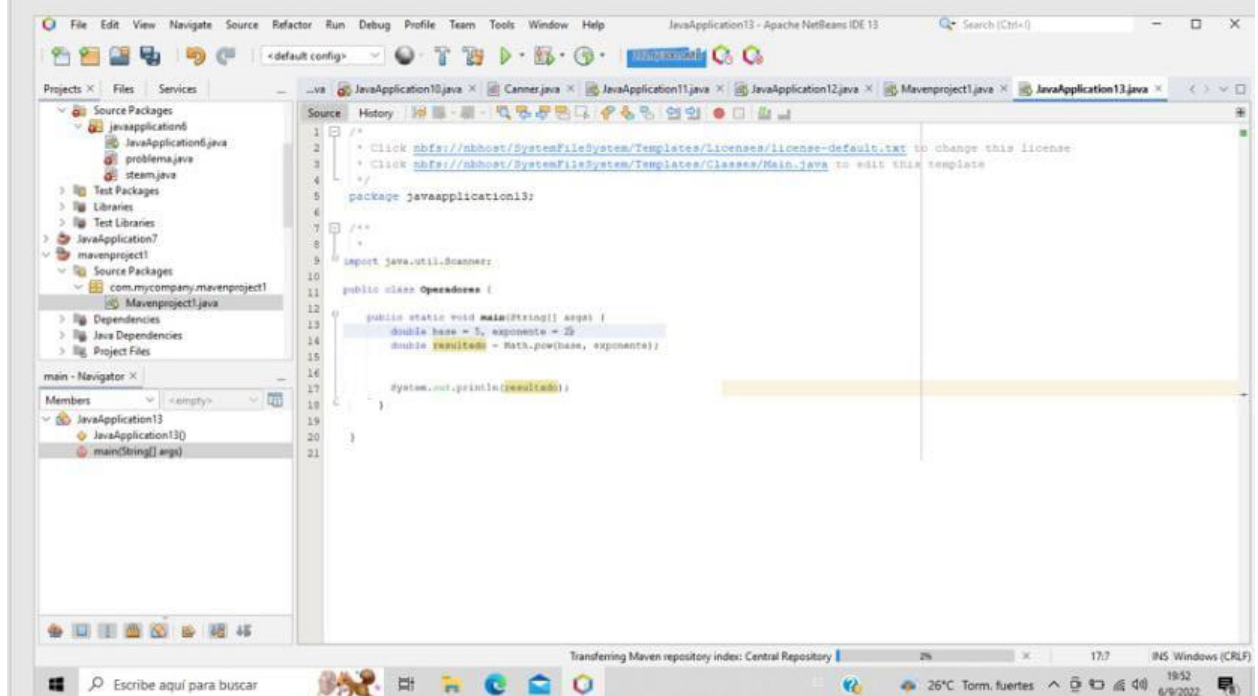 File Edit View Navigate Source Refactor Run Debug Profile Team Tools Window Help
JavaApplication13 - Apache NetBeans IDE 13
Search (Ctrl+I)
<default config>
Projects
Files
Services
...va
JavaApplication10.java
Canner.java
JavaApplication11.java
JavaApplication12.java
Mavenproject1.java
JavaApplication13.java
Source Packages
javaapplication6
JavaApplication6.java
problema.java
steam.java
Test Packages
Libraries
Test Libraries
JavaApplication7
mavenproject1
Source Packages
com.mycompany.mavenproject1
Mavenproject1.java
Dependencies
Java Dependencies
Project Files
main - Navigator
Members
<empty>
JavaApplication13
JavaApplication13()
main(String[] args)
Source History
1 /*
2 * Click nbfs://nbhost/SystemFileSystem/Templates/Licenses/license-default.txt to change this license
3 * Click nbfs://nbhost/SystemFileSystem/Templates/Classes/Main.java to edit this template
4 */
5 package javaapplication13;
6
7 /**
8 *
9 import java.util.Scanner;
10
11 public class Operadores {
12
13 public static void main(String[] args) {
14 double base = 5, exponente = 2;
15 double resultado = Math.pow(base, exponente);
16
17 System.out.println(resultado);
18 }
19
20 }
21
Transferring Maven repository index: Central Repository
2%
17:7
INS Windows (CRLF)
Escribe aquí para buscar
26°C Torm. fuertes
19:52
6/9/2022